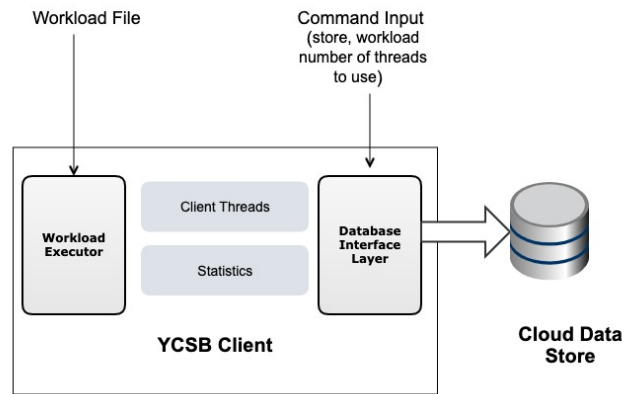 Workload File
Command Input
(store, workload
number of threads
to use)
Client Threads
Workload
Executor
Database
Interface
Layer
Statistics
YCSB Client
Cloud Data
Store